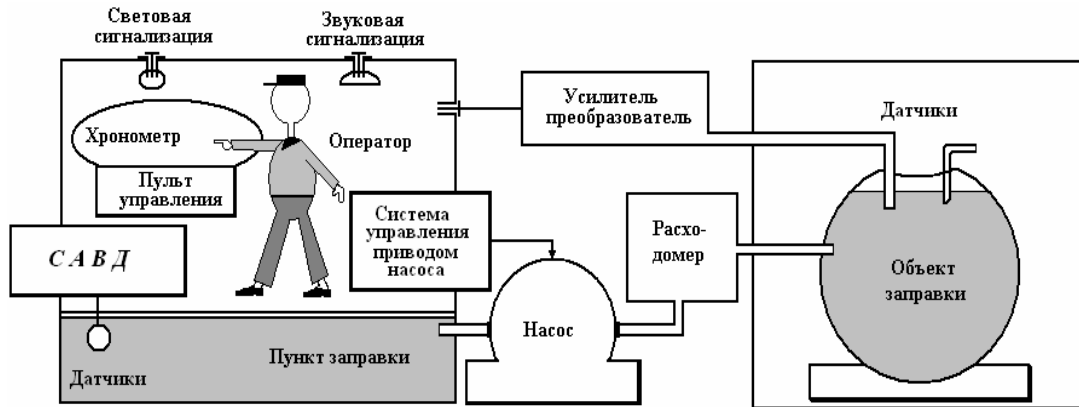 Световая
сигнализация
Звуковая
сигнализация
Хронометр
Пульт
управления
Оператор
Усилитель
преобразователь
Датчики
САВД
Система
управления
приводом
насоса
Расхо-
домер
Объект
заправки
Насос
Пункт заправки
Датчики